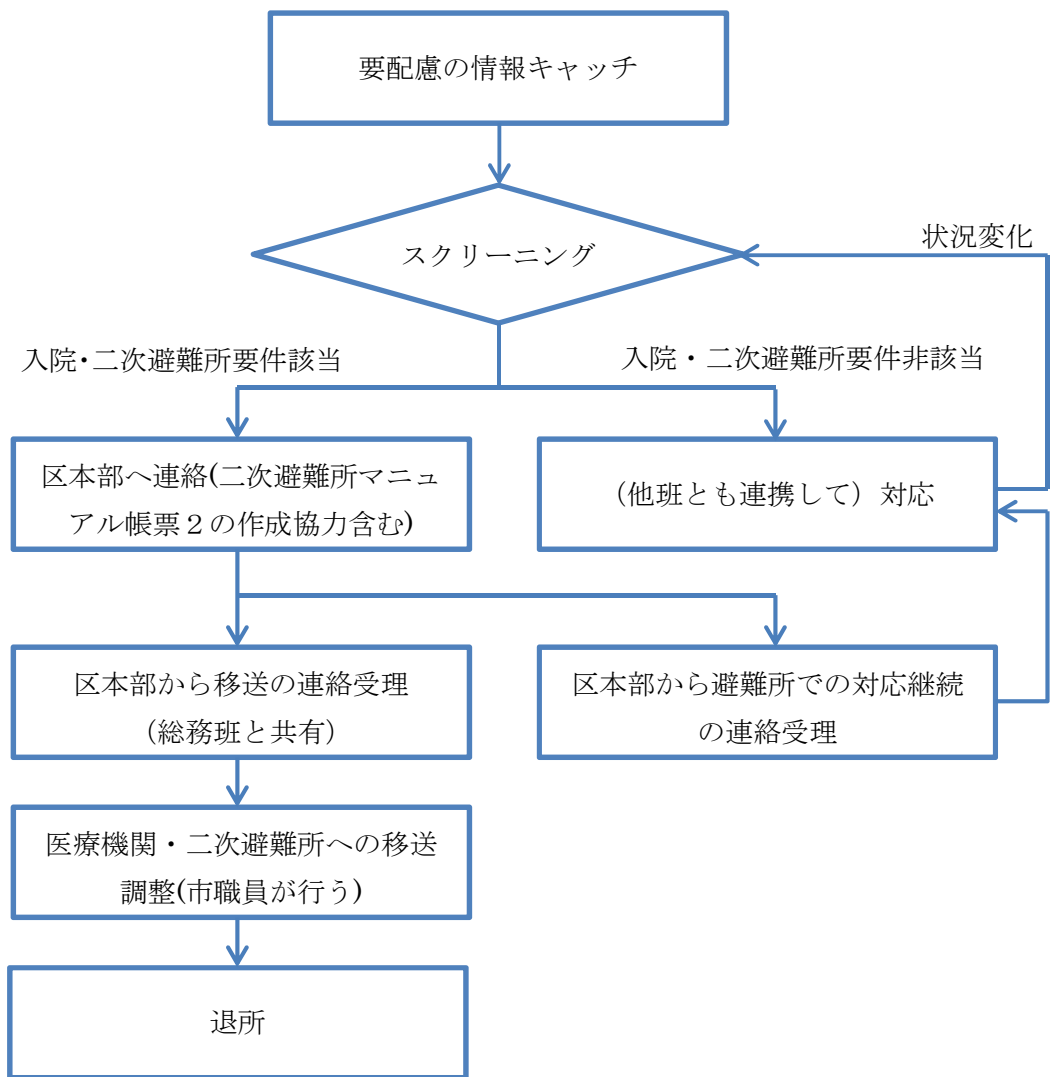 要配慮の情報キャッチ
スクリーニング
状況変化
入院･二次避難所要件該当
入院・二次避難所要件非該当
区本部へ連絡(二次避難所マニュ
アル帳票２の作成協力含む)
（他班とも連携して）対応
区本部から移送の連絡受理
（総務班と共有）
区本部から避難所での対応継続
の連絡受理
医療機関・二次避難所への移送
調整(市職員が行う)
退所